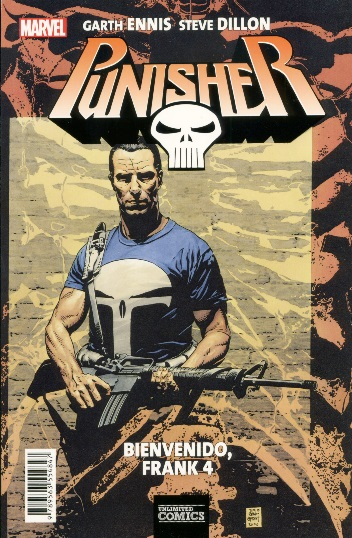 MARVEL
GARTH ENNIS STEVE DILLON
PUNISHER
BIENVENIDO,
FRANK 4
UNLIMITED
COMICS